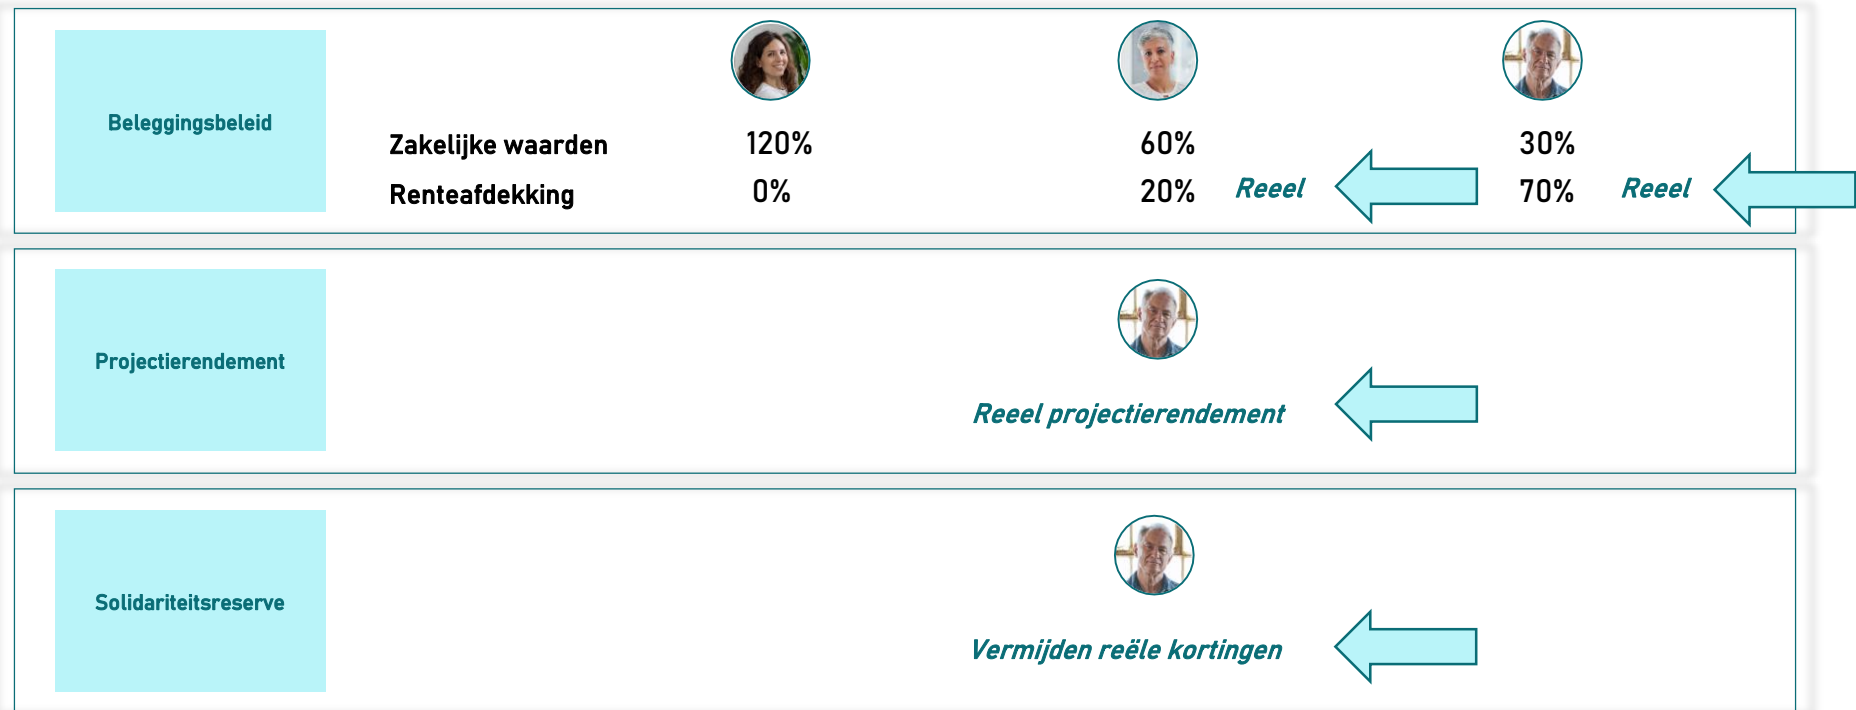 Beleggingsbeleid
Zakelijke waarden 120% 60% 30%
Renteafdekking 0% 20% Reeel 70% Reeel
Projectierendement
Reeel projectierendement
Solidariteitsreserve
Vermijden reële kortingen